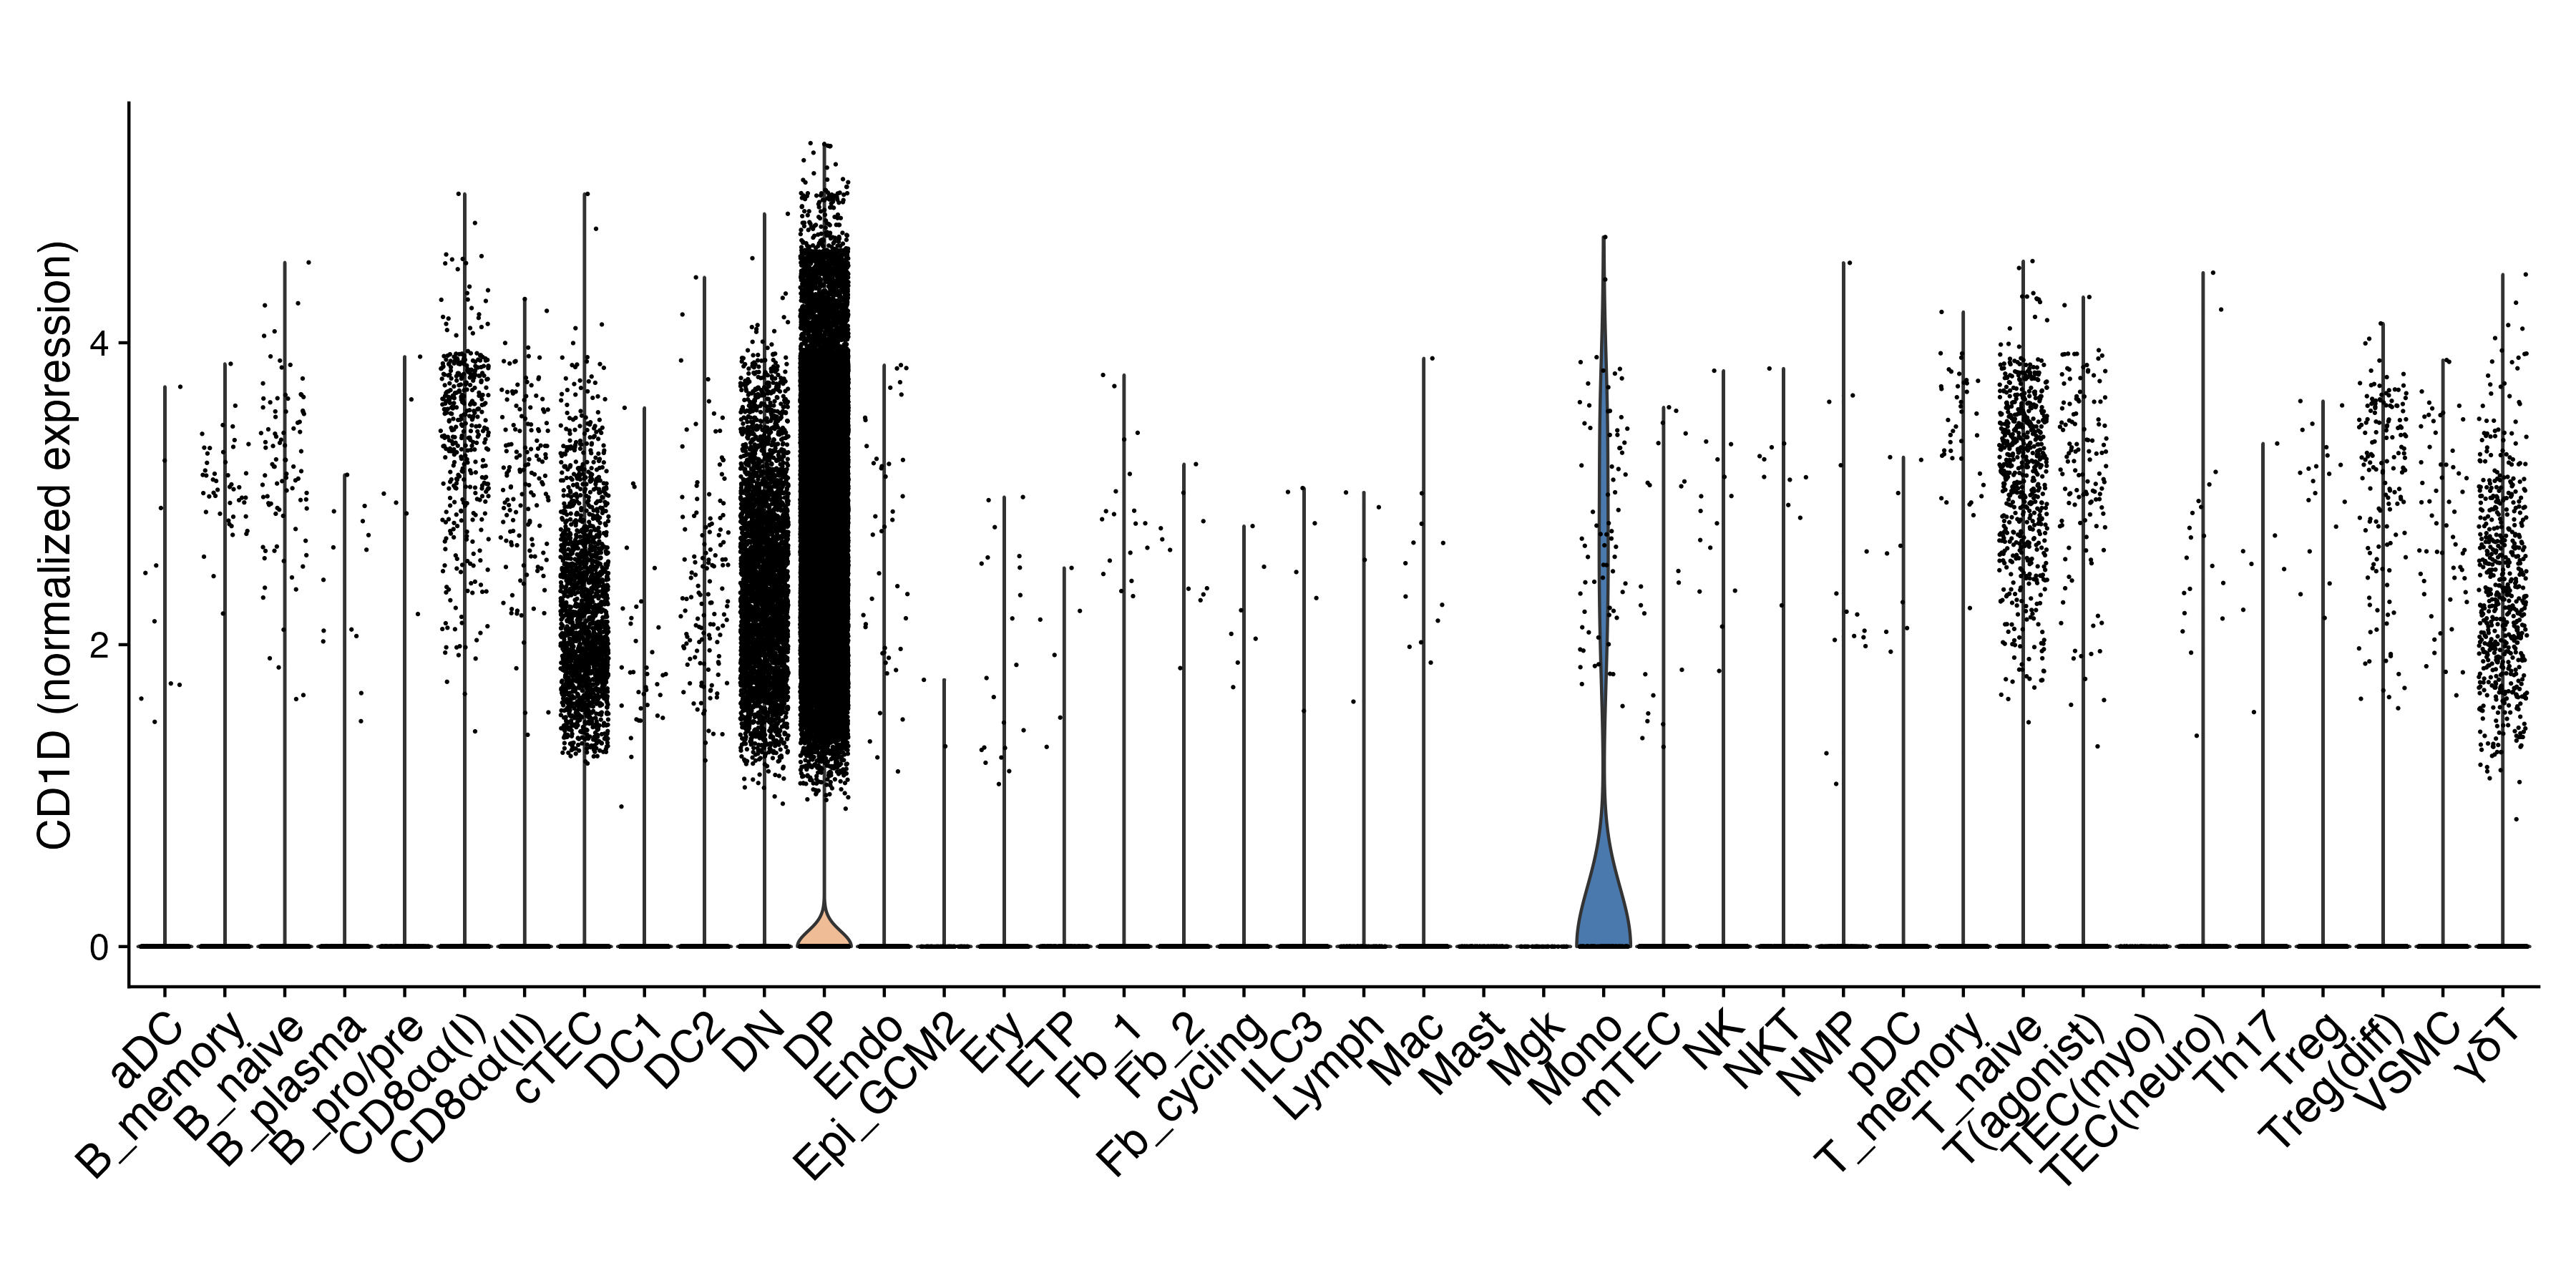 CD1D (normalized expression)
4
2
0
aDC
B_memory
B_naive
B_plasma
B_pro/pre
CD8αα(I)
CD8αα(II)
cTEC
DC1
DC2
DN
DP
Endo
Epi_GCM2
Ery
ETP
Fb_1
Fb_2
Fb_cycling
ILC3
Lymph
Mac
Mast
Mgk
Mono
mTEC
NK
NKT
NMP
pDC
T_memory
T_naive
T(agonist)
TEC(myo)
TEC(neuro)
Th17
Treg
Treg(diff)
VSMC
γδT